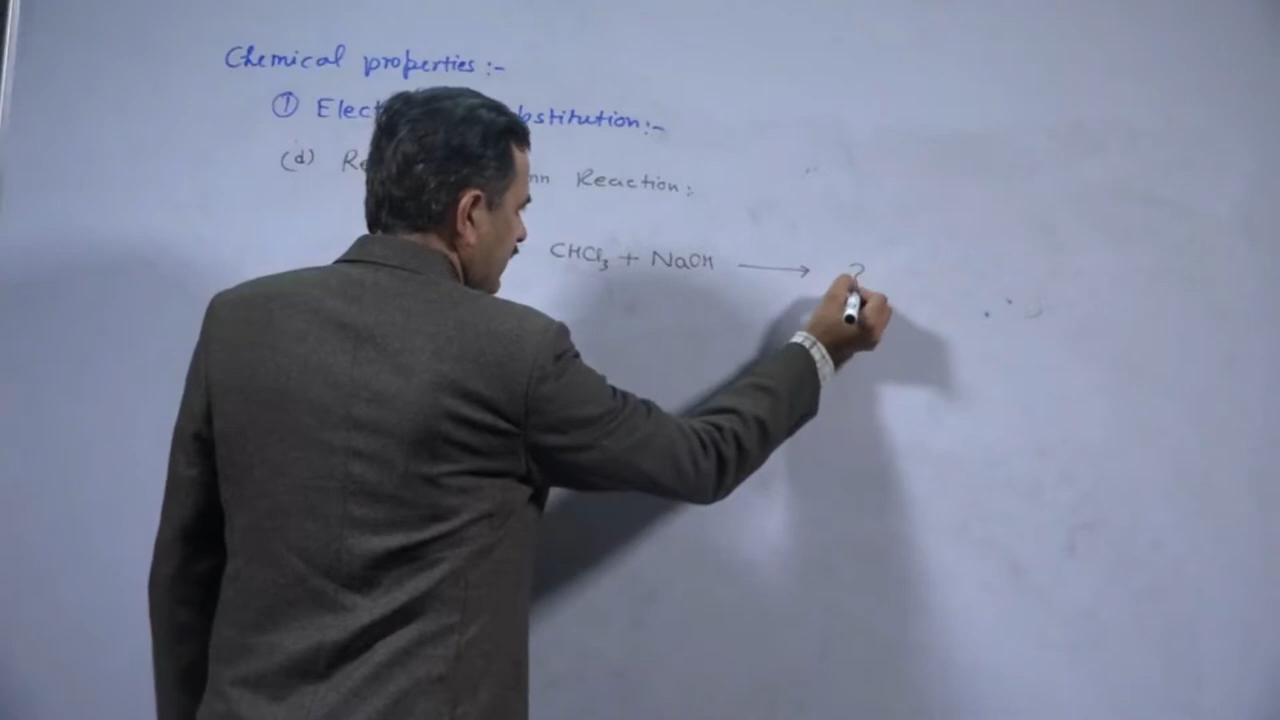 Chemical properties :-
① Elect bstitution:-
(d) Re nn Reaction:
CHCl3 + NaOH ⟶ ?